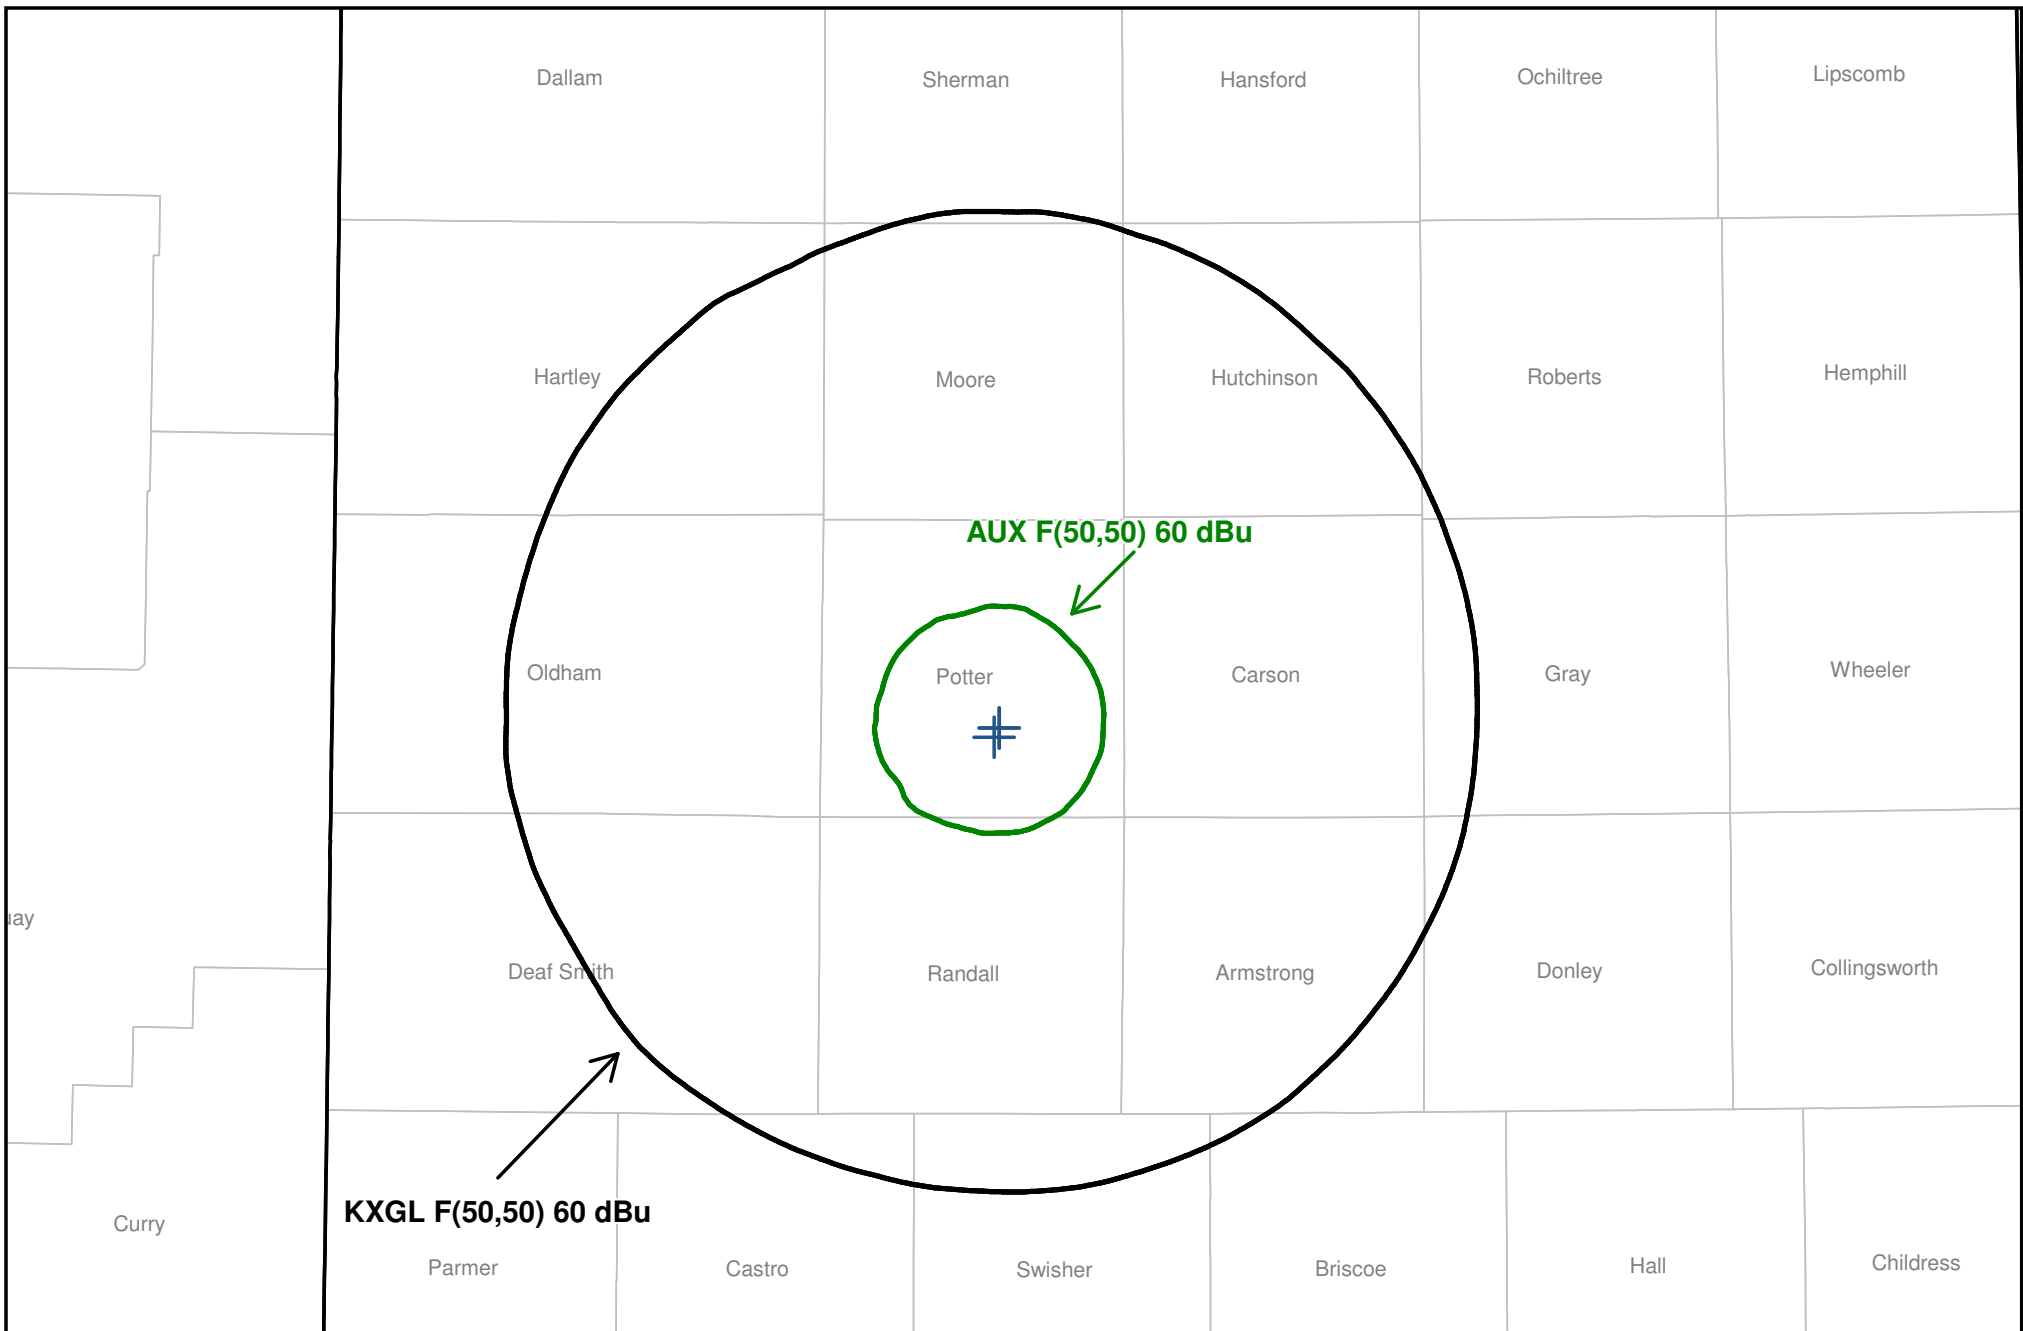 Dallam
Sherman
Hansford
Ochiltree
Lipscomb
Hartley
Moore
Hutchinson
Roberts
Hemphill
AUX F(50,50) 60 dBu
Oldham
Potter
Carson
Gray
Wheeler
Deaf Smith
Randall
Armstrong
Donley
Collingsworth
KXGL F(50,50) 60 dBu
Curry
Parmer
Castro
Swisher
Briscoe
Hall
Childress